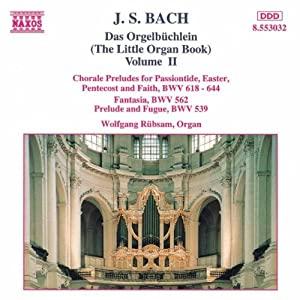 NAXOS
DDD
8.553032
J. S. BACH
Das Orgelbüchlein
(The Little Organ Book)
Volume II
Chorale Preludes for Passiontide, Easter,
Pentecost and Faith, BWV 618 - 644
Fantasia, BWV 562
Prelude and Fugue, BWV 539
Wolfgang Rübsam, Organ